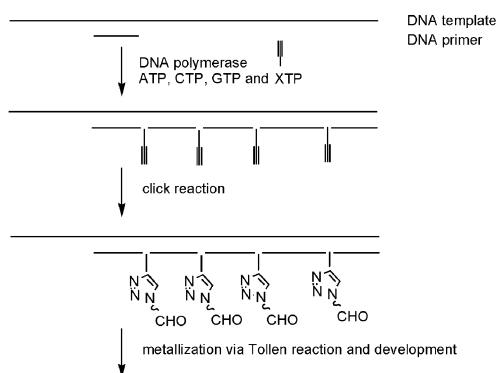 DNA template
DNA primer
DNA polymerase
ATP, CTP, GTP and XTP
click reaction
N N N N
N N N N
N N N N
CHO CHO CHO CHO
metallization via Tollen reaction and development